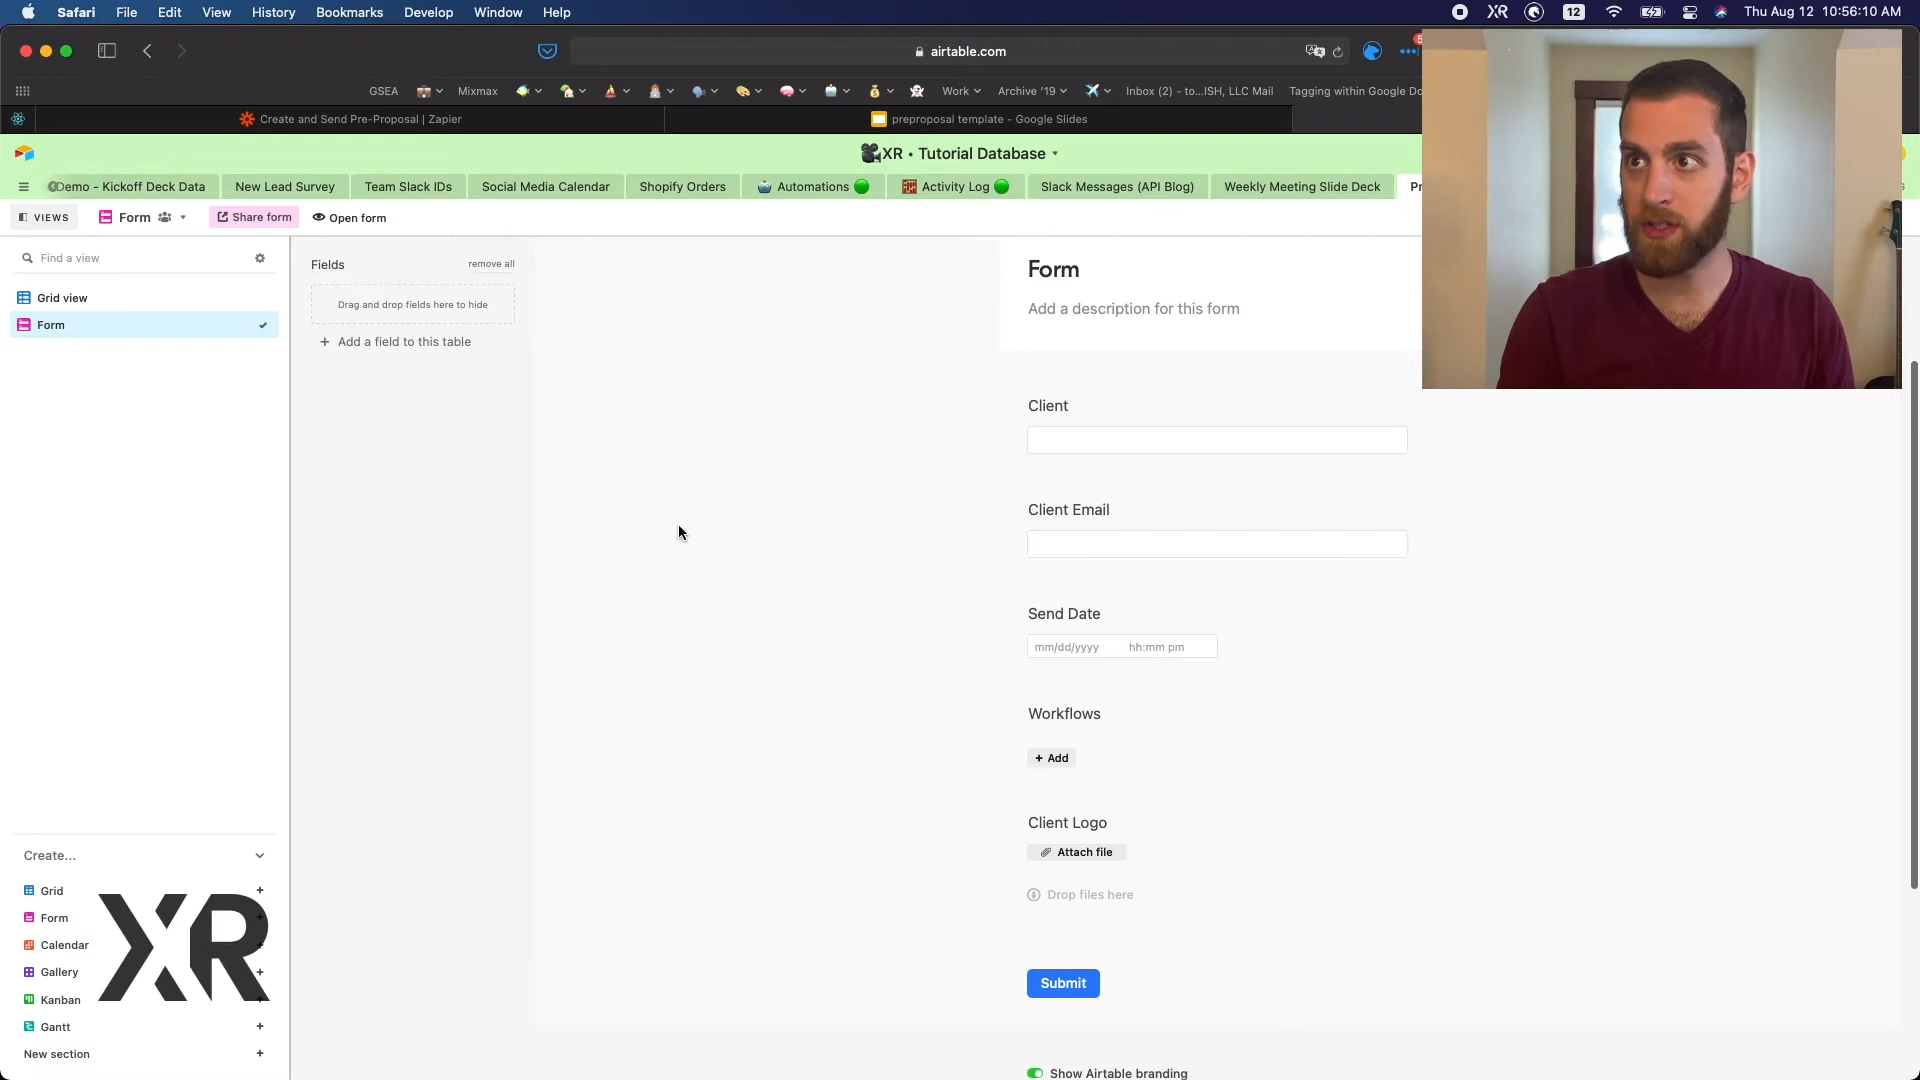 Safari File Edit View History Bookmarks Develop Window Help
XR 12 Thu Aug 12 10:56:10 AM
airtable.com
5
GSEA Mixmax Work Archive '19 Inbox (2) - to...ISH, LLC Mail Tagging within Google Do
Create and Send Pre-Proposal | Zapier
preproposal template - Google Slides
XR • Tutorial Database
Demo - Kickoff Deck Data New Lead Survey Team Slack IDs Social Media Calendar Shopify Orders Automations Activity Log Slack Messages (API Blog) Weekly Meeting Slide Deck Pr
VIEWS Form Share form Open form
Find a view
Grid view
Form
Fields remove all
Drag and drop fields here to hide
+ Add a field to this table
Form
Add a description for this form
Client
Client Email
Send Date
mm/dd/yyyy hh:mm pm
Workflows
+ Add
Client Logo
Attach file
Drop files here
Submit
Show Airtable branding
Create...
Grid +
Form +
Calendar +
Gallery +
Kanban +
Gantt +
New section +
XR